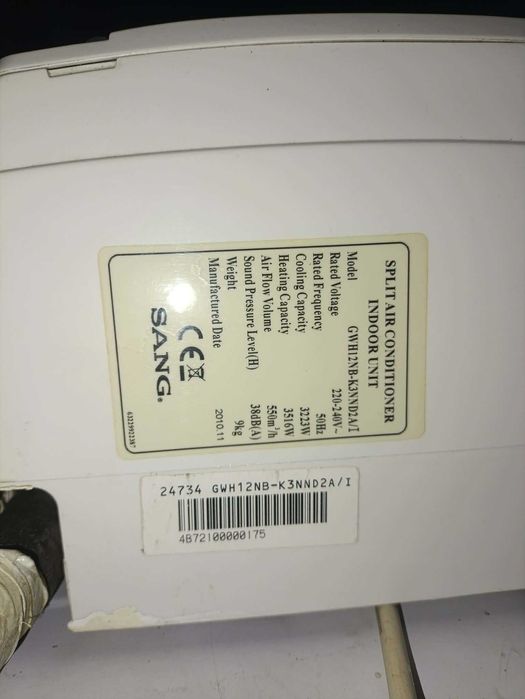 SPLIT AIR CONDITIONER
INDOOR UNIT
Model GWH12NB-K3NND2A/I
Rated Voltage 220-240V~
Rated Frequency 50Hz
Cooling Capacity 3223W
Heating Capacity 3516W
Air Flow Volume 550m³/h
Sound Pressure Level(H) 38dB(A)
Weight 9kg
Manufactured Date 2010.11
CE
SANG®
63229922387
24734 GWH12NB-K3NND2A/I
4B72100000175